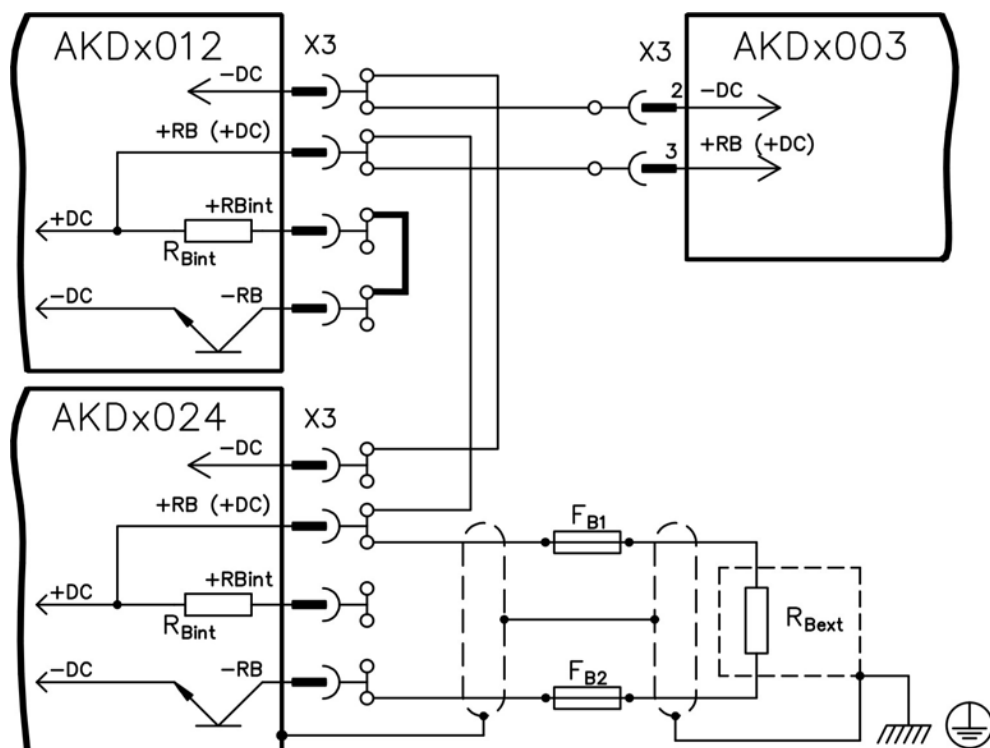 AKDx012
X3
-DC
+RB (+DC)
+DC
+RBint
RBint
-DC
-RB
X3
AKDx003
2
-DC
3
+RB (+DC)
AKDx024
X3
-DC
+RB (+DC)
+DC
+RBint
RBint
-DC
-RB
FB1
FB2
RBext